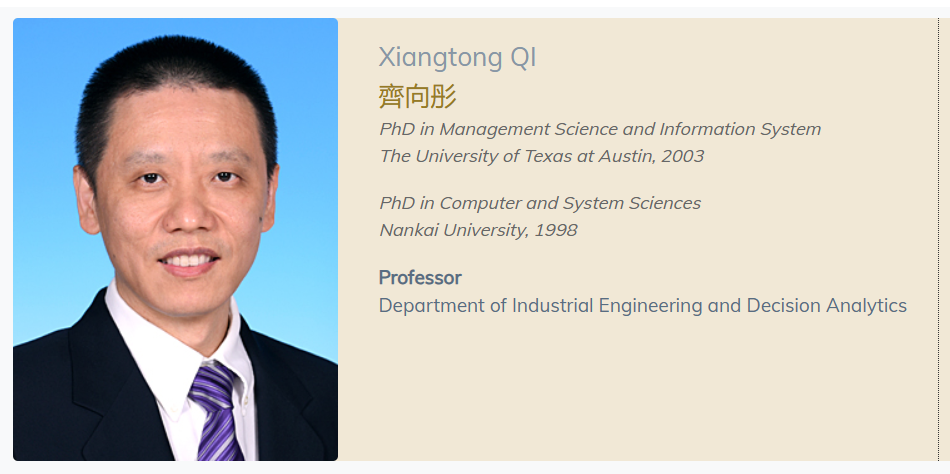 Xiangtong QI
齊向彤
PhD in Management Science and Information System
The University of Texas at Austin, 2003
PhD in Computer and System Sciences
Nankai University, 1998
Professor
Department of Industrial Engineering and Decision Analytics